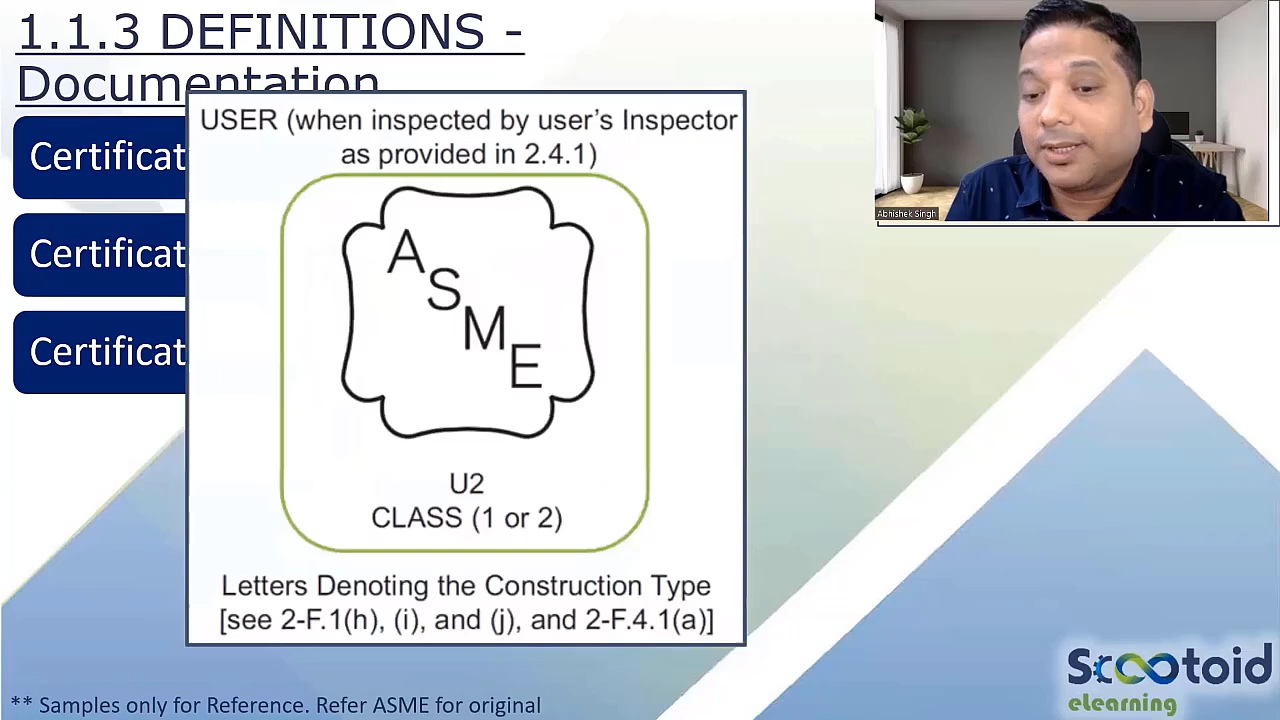 1.1.3 DEFINITIONS -
Documentation
USER (when inspected by user's Inspector
as provided in 2.4.1)
Certificat
Certificat
Certificat
A
S
M
E
U2
CLASS (1 or 2)
Letters Denoting the Construction Type
[see 2-F.1(h), (i), and (j), and 2-F.4.1(a)]
** Samples only for Reference. Refer ASME for original
Abhishek Singh
Scootoid
elearning